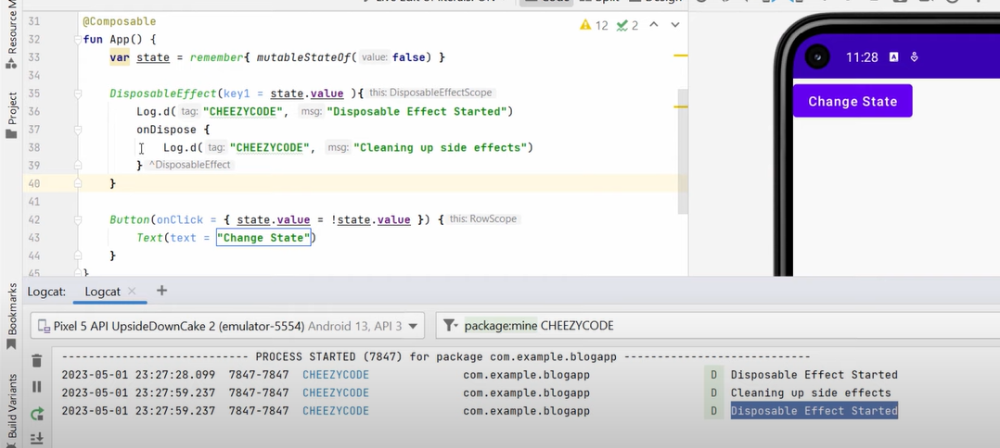 31 @Composable
32 fun App() {
33 var state = remember{ mutableStateOf( value: false) }
34
35 DisposableEffect(key1 = state.value ){ this: DisposableEffectScope
36 Log.d( tag: "CHEEZYCODE", msg: "Disposable Effect Started")
37 onDispose {
38 Log.d( tag: "CHEEZYCODE", msg: "Cleaning up side effects")
39 } ^DisposableEffect
40 }
41
42 Button(onClick = { state.value = !state.value }) { this: RowScope
43 Text(text = "Change State")
44 }
45 }
12 2
Project
Bookmarks
Build Variants
11:28 A
Change State
Logcat: Logcat × +
Pixel 5 API UpsideDownCake 2 (emulator-5554) Android 13, API 3
package:mine CHEEZYCODE
--------------------------- PROCESS STARTED (7847) for package com.example.blogapp ---------------------------
2023-05-01 23:27:28.099 7847-7847 CHEEZYCODE com.example.blogapp D Disposable Effect Started
2023-05-01 23:27:59.237 7847-7847 CHEEZYCODE com.example.blogapp D Cleaning up side effects
2023-05-01 23:27:59.237 7847-7847 CHEEZYCODE com.example.blogapp D Disposable Effect Started